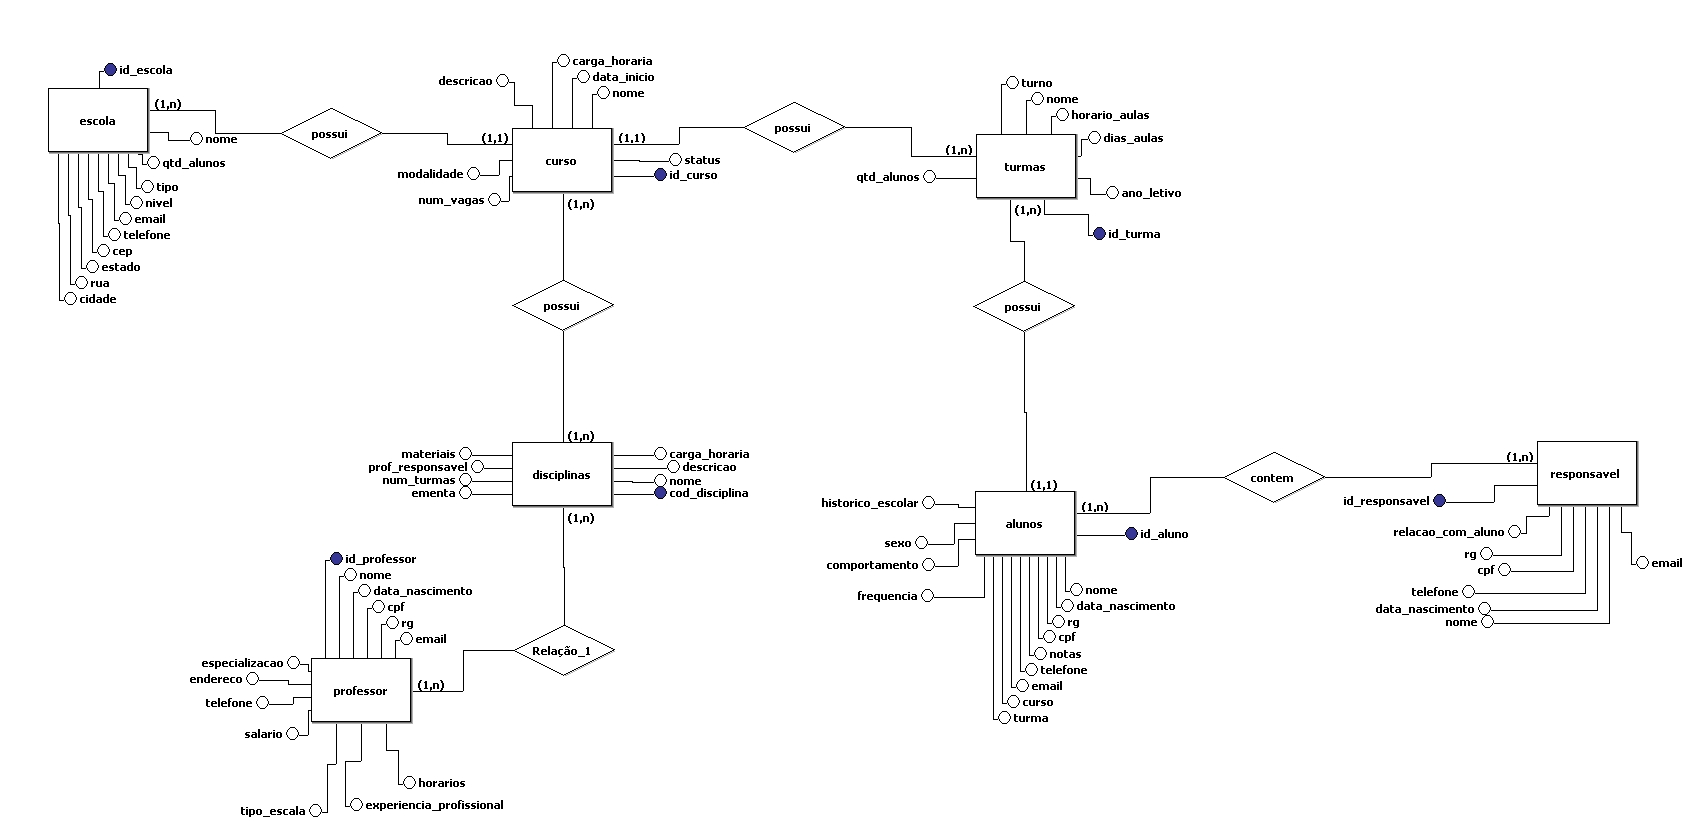 id_escola
escola
(1,n)
nome
qtd_alunos
tipo
nivel
email
telefone
cep
estado
rua
cidade
possui
carga_horaria
descricao
data_inicio
nome
(1,1)
curso
(1,1)
status
modalidade
id_curso
num_vagas
(1,n)
possui
turno
nome
horario_aulas
dias_aulas
(1,n)
turmas
qtd_alunos
ano_letivo
(1,n)
id_turma
possui
possui
(1,n)
materiais
prof_responsavel
num_turmas
ementa
disciplinas
carga_horaria
descricao
nome
cod_disciplina
(1,n)
(1,1)
historico_escolar
alunos
(1,n)
sexo
id_aluno
comportamento
frequência
nome
data_nascimento
rg
cpf
notas
telefone
email
curso
turma
contem
(1,n)
responsavel
id_responsavel
relacao_com_aluno
rg
cpf
email
telefone
data_nascimento
nome
id_professor
nome
data_nascimento
cpf
rg
email
Relação_1
especializacao
endereco
professor
(1,n)
telefone
salario
horarios
experiencia_profissional
tipo_escala